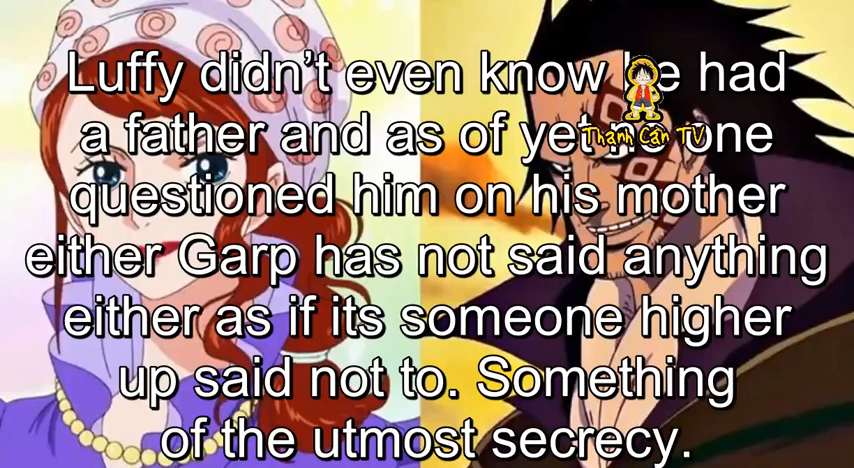 Luffy didn't even know he had
a father and as of yet no one
questioned him on his mother
either Garp has not said anything
either as if its someone higher
up said not to. Something
of the utmost secrecy.
Thanh Cần TV